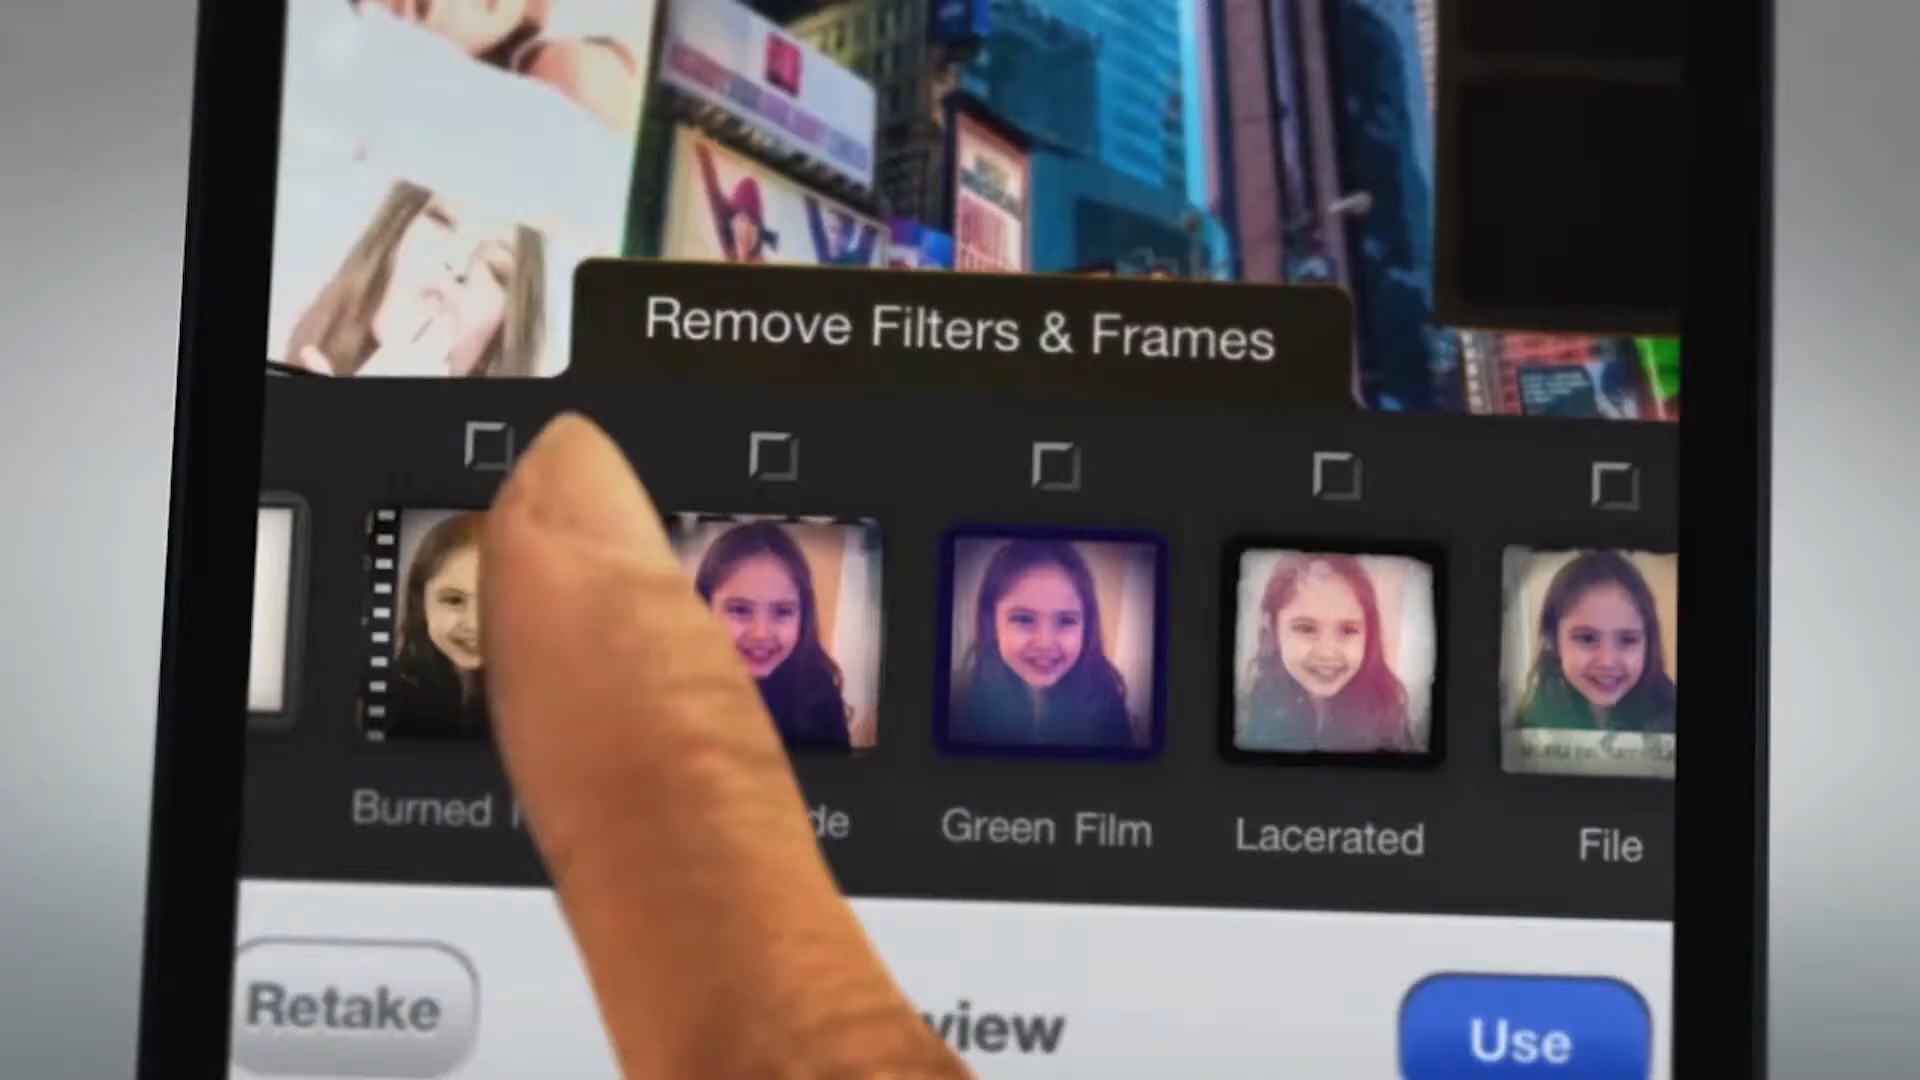 Remove Filters & Frames
Burned
Green Film
Lacerated
File
Retake
Use